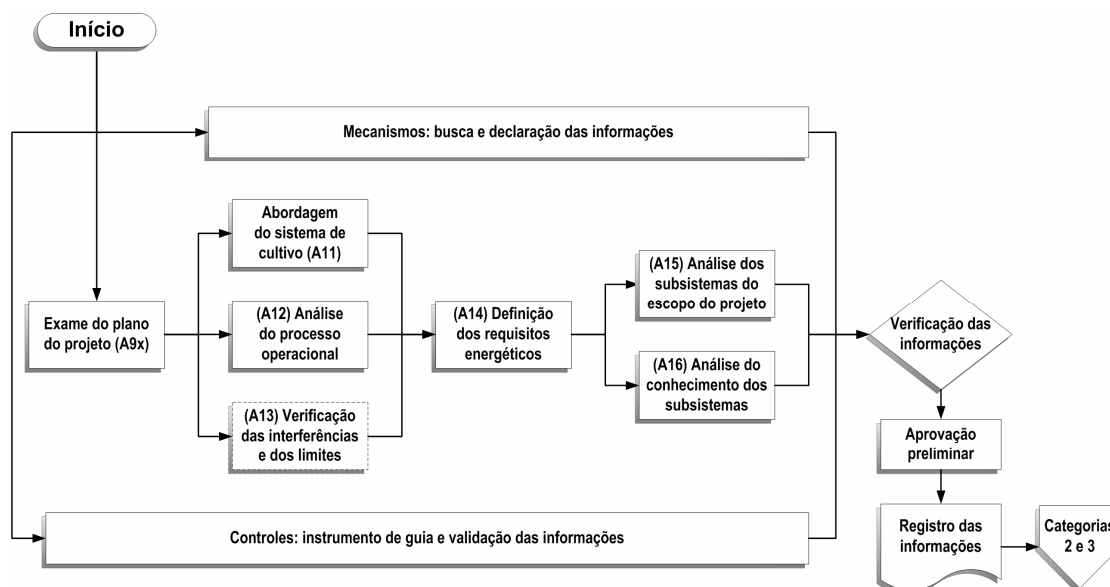 Início
Mecanismos: busca e declaração das informações
Abordagem
do sistema de
cultivo (A11)
Exame do plano
do projeto (A9x)
(A12) Análise
do processo
operacional
(A13) Verificação
das interferências
e dos limites
(A14) Definição
dos requisitos
energéticos
(A15) Análise dos
subsistemas do
escopo do projeto
(A16) Análise do
conhecimento dos
subsistemas
Verificação das
informações
Aprovação
preliminar
Registro das
informações
Categorias
2 e 3
Controles: instrumento de guia e validação das informações